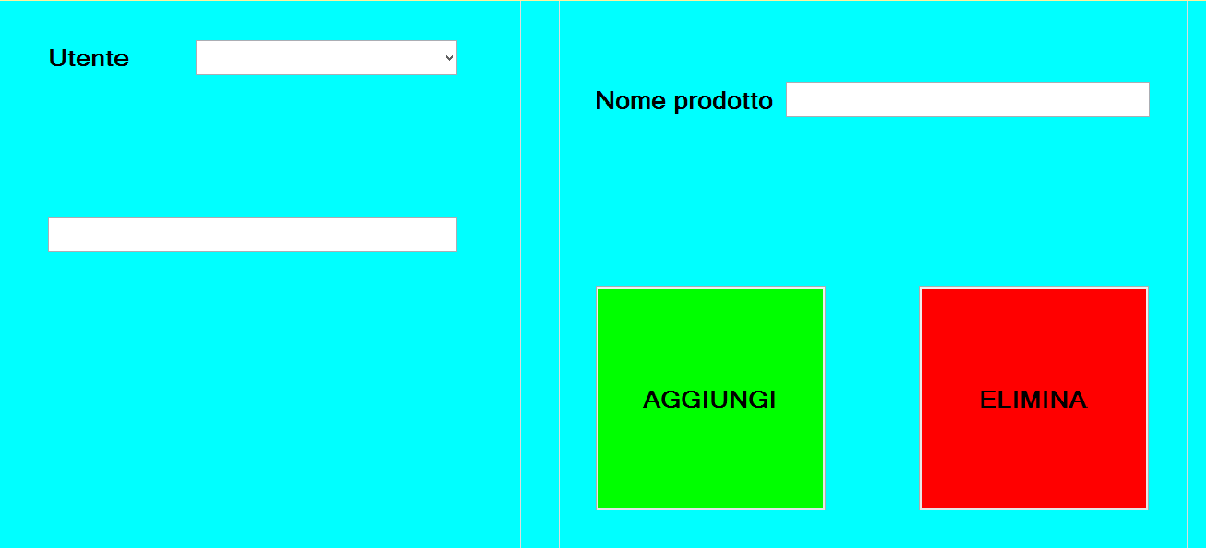 Utente
Nome prodotto
AGGIUNGI
ELIMINA